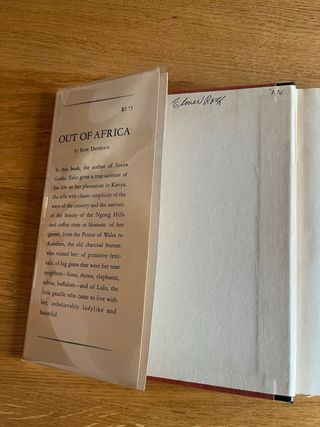 $2.75
OUT OF AFRICA
by ISAK DINESEN
In this book, the author of Seven
Gothic Tales gives a true account of
her life on her plantation in Kenya.
She tells with classic simplicity of the
ways of the country and the natives:
of the beauty of the Ngong Hills
and coffee trees in blossom: of her
guests, from the Prince of Wales to
Knudsen, the old charcoal burner,
who visited her: of primitive festi-
vals: of big game that were her near
neighbors—lions, rhinos, elephants,
zebras, buffaloes—and of Lulu, the
little gazelle who came to live with
her, unbelievably ladylike and
beautiful.
Elmer